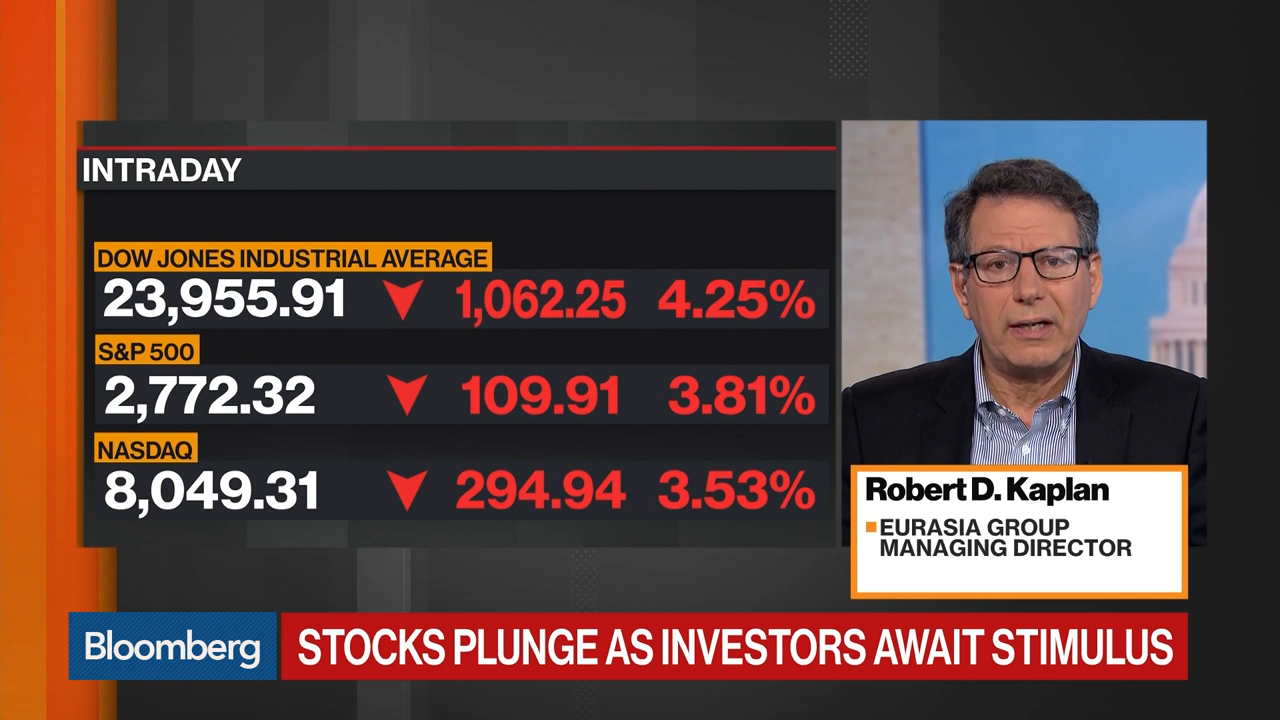 INTRADAY
DOW JONES INDUSTRIAL AVERAGE
23,955.91 1,062.25 4.25%
S&P 500
2,772.32 109.91 3.81%
NASDAQ
8,049.31 294.94 3.53%
Robert D. Kaplan
EURASIA GROUP
MANAGING DIRECTOR
Bloomberg STOCKS PLUNGE AS INVESTORS AWAIT STIMULUS